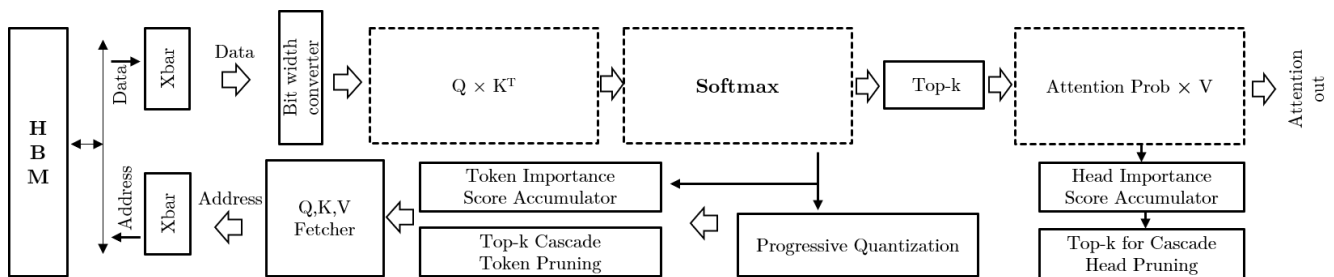 H
B
M
Data
Address
Xbar
Data
Bit width
converter
Q × Kᵀ
Softmax
Top-k
Attention Prob × V
Attention
out
Xbar
Address
Q,K,V
Fetcher
Token Importance
Score Accumulator
Top-k Cascade
Token Pruning
Progressive Quantization
Head Importance
Score Accumulator
Top-k for Cascade
Head Pruning